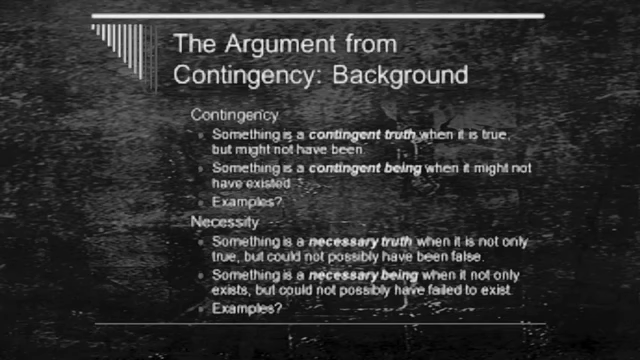 The Argument from
Contingency: Background
Contingency
Something is a contingent truth when it is true,
but might not have been.
Something is a contingent being when it might not
have existed.
Examples?
Necessity
Something is a necessary truth when it is not only
true, but could not possibly have been false.
Something is a necessary being when it not only
exists, but could not possibly have failed to exist.
Examples?